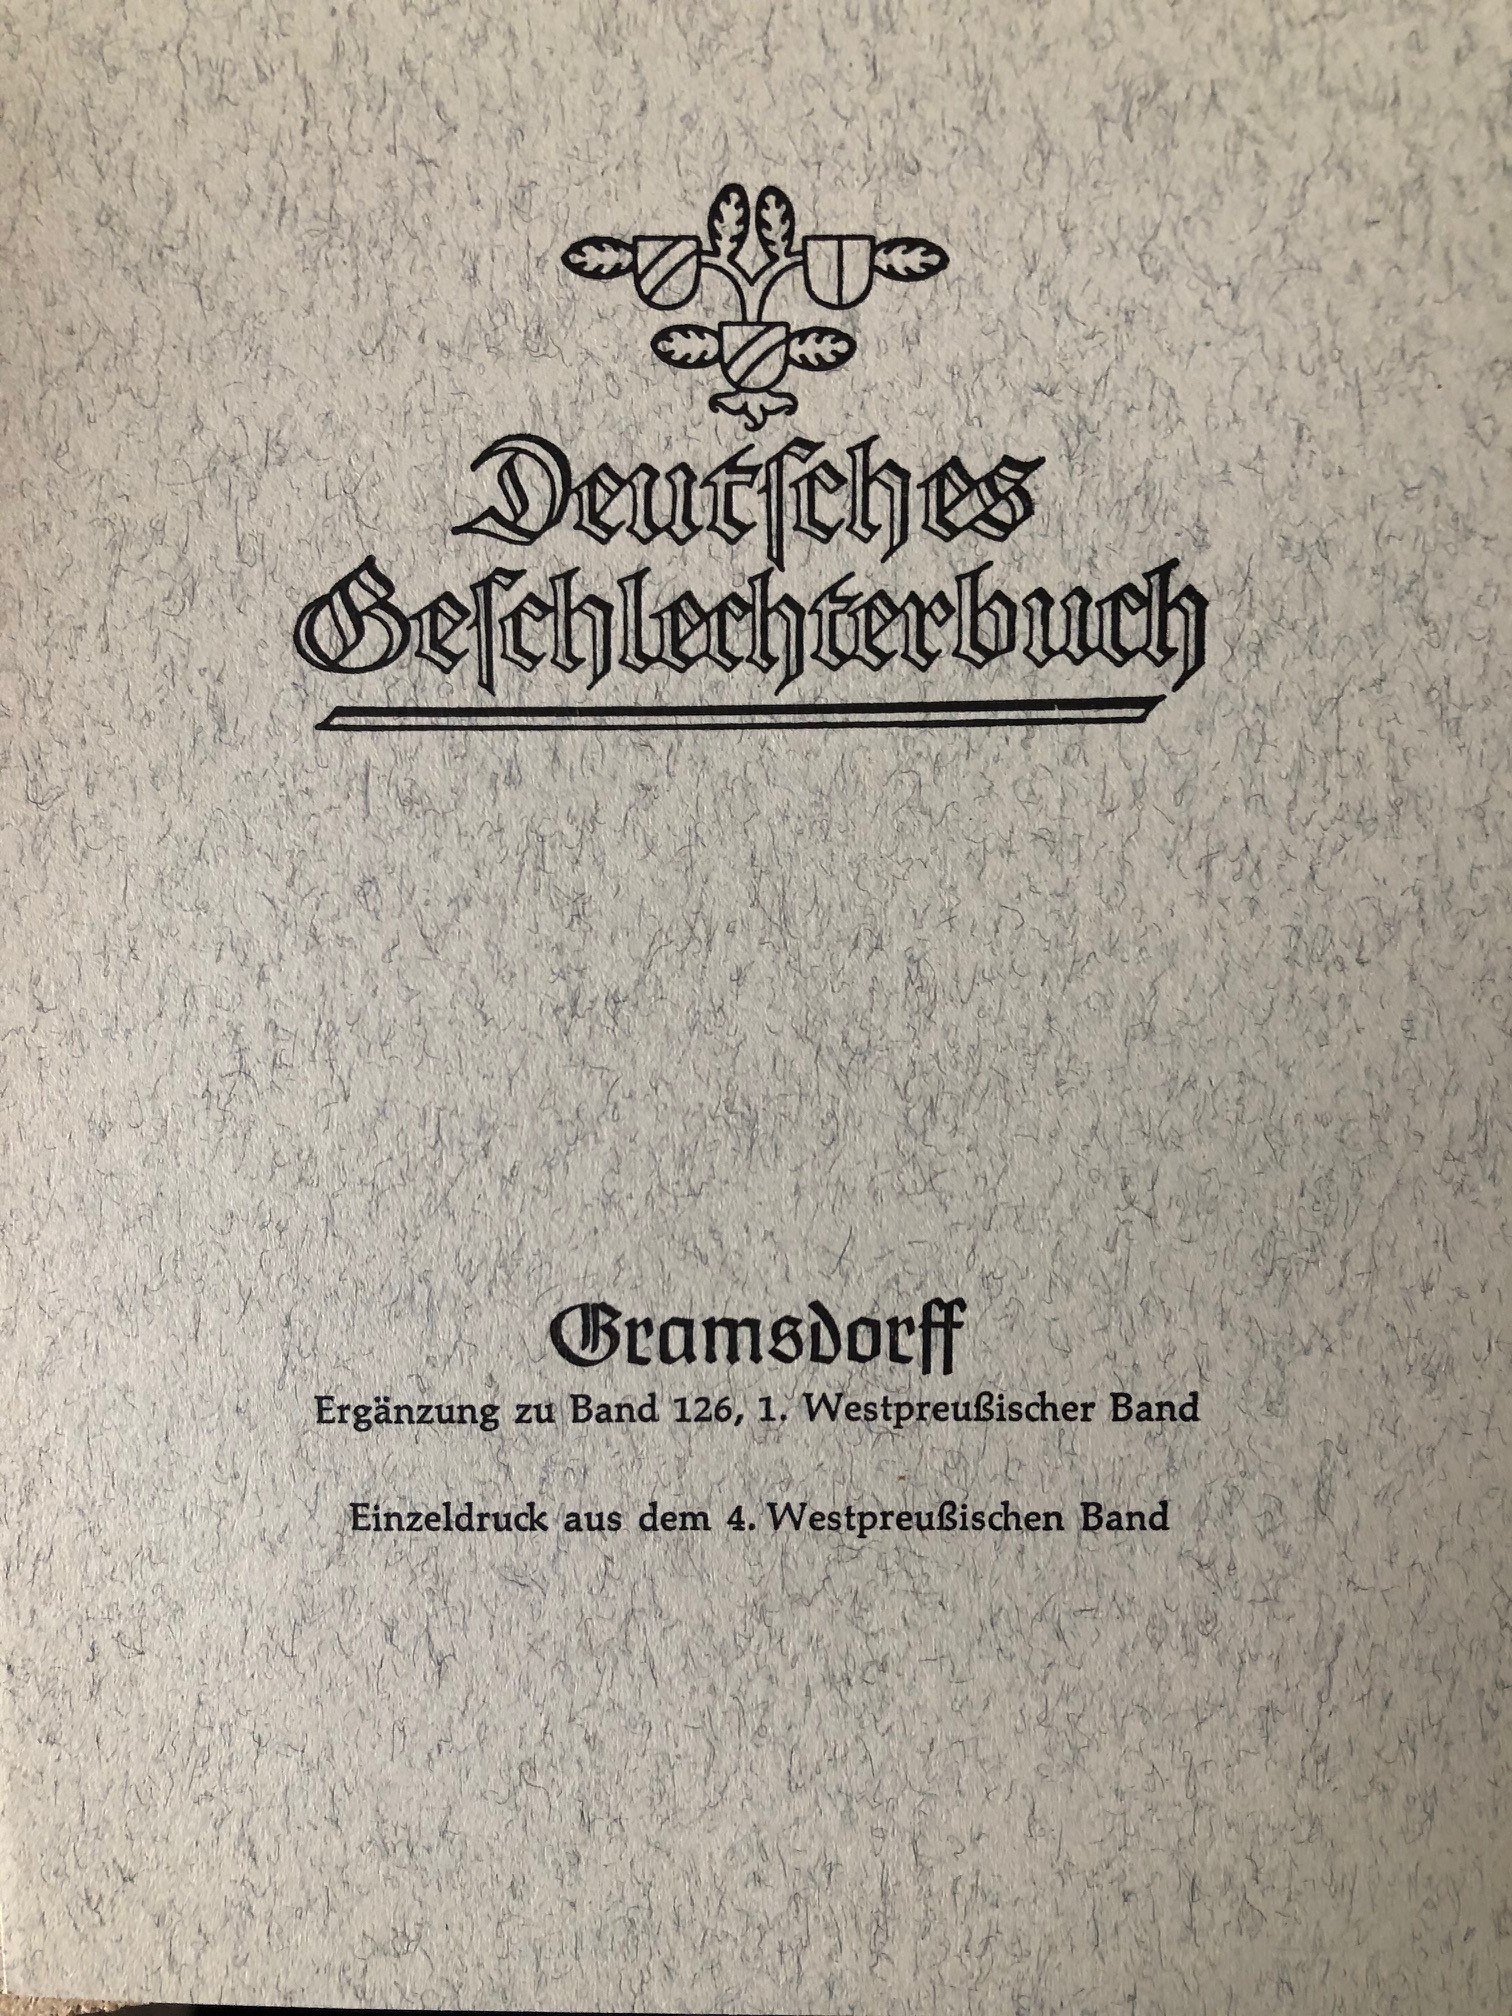 Deutſches
Geſchlechterbuch
Gramsdorff
Ergänzung zu Band 126, 1. Westpreußischer Band
Einzeldruck aus dem 4. Westpreußischen Band